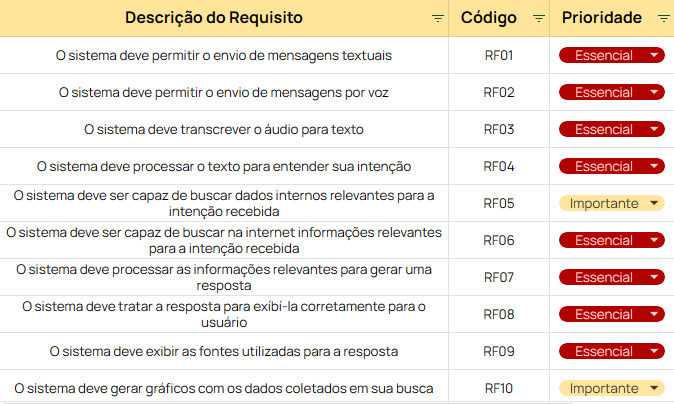 Descrição do Requisito Código Prioridade
O sistema deve permitir o envio de mensagens textuais RF01 Essencial
O sistema deve permitir o envio de mensagens por voz RF02 Essencial
O sistema deve transcrever o áudio para texto RF03 Essencial
O sistema deve processar o texto para entender sua intenção RF04 Essencial
O sistema deve ser capaz de buscar dados internos relevantes para a
intenção recebida RF05 Importante
O sistema deve ser capaz de buscar na internet informações relevantes
para a intenção recebida RF06 Essencial
O sistema deve processar as informações relevantes para gerar uma
resposta RF07 Essencial
O sistema deve tratar a resposta para exíbí-la corretamente para o
usuário RF08 Essencial
O sistema deve exibir as fontes utilizadas para a resposta RF09 Essencial
O sistema deve gerar gráficos com os dados coletados em sua busca RF10 Importante